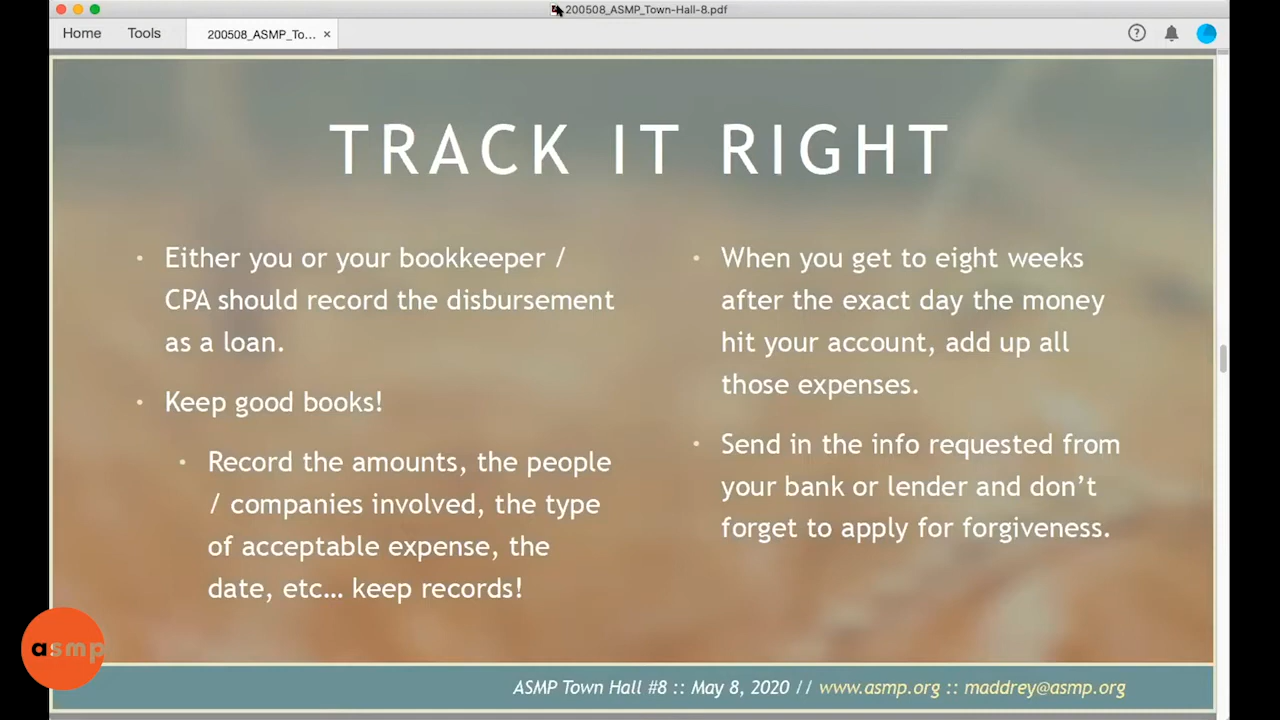 200508_ASMP_Town-Hall-8.pdf
Home
Tools
200508_ASMP_To...
TRACK IT RIGHT
• Either you or your bookkeeper /
CPA should record the disbursement
as a loan.
• Keep good books!
• Record the amounts, the people
/ companies involved, the type
of acceptable expense, the
date, etc… keep records!
• When you get to eight weeks
after the exact day the money
hit your account, add up all
those expenses.
• Send in the info requested from
your bank or lender and don’t
forget to apply for forgiveness.
asmp
ASMP Town Hall #8 :: May 8, 2020 // www.asmp.org :: maddrey@asmp.org